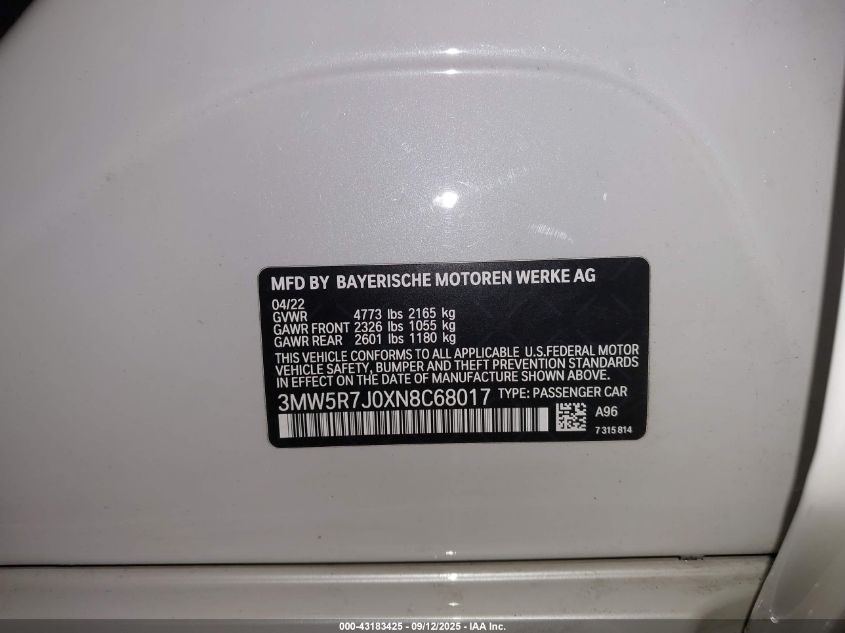 MFD BY BAYERISCHE MOTOREN WERKE AG
04/22
GVWR 4773 lbs 2165 kg
GAWR FRONT 2326 lbs 1055 kg
GAWR REAR 2601 lbs 1180 kg
THIS VEHICLE CONFORMS TO ALL APPLICABLE U.S.FEDERAL MOTOR
VEHICLE SAFETY, BUMPER, AND THEFT PREVENTION STANDARDS
IN EFFECT ON THE DATE OF MANUFACTURE SHOWN ABOVE.
3MW5R7J0XN8C68017 TYPE: PASSENGER CAR
A96
7 315 814
000-43183425 - 09/12/2025 - IAA Inc.